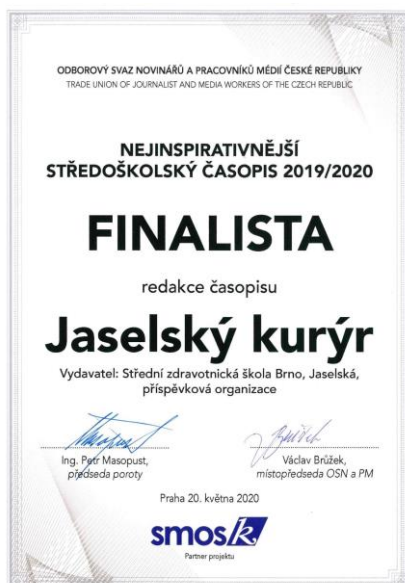 ODBOROVÝ SVAZ NOVINÁŘŮ A PRACOVNÍKŮ MÉDIÍ ČESKÉ REPUBLIKY
TRADE UNION OF JOURNALIST AND MEDIA WORKERS OF THE CZECH REPUBLIC
NEJINSPIRATIVNĚJŠÍ
STŘEDOŠKOLSKÝ ČASOPIS 2019/2020
FINALISTA
redakce časopisu
Jaselský kurýr
Vydavatel: Střední zdravotnická škola Brno, Jaselská,
příspěvková organizace
Ing. Petr Masopust,
předseda poroty
Václav Brůžek,
místopředseda OSN a PM
Praha 20. května 2020
smosk
Partner projektu